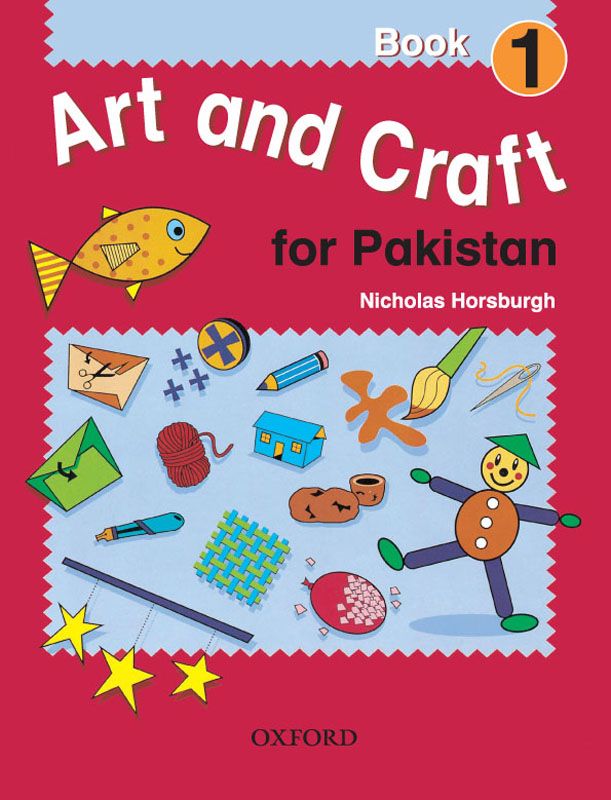 Book 1
Art and Craft
for Pakistan
Nicholas Horsburgh
OXFORD